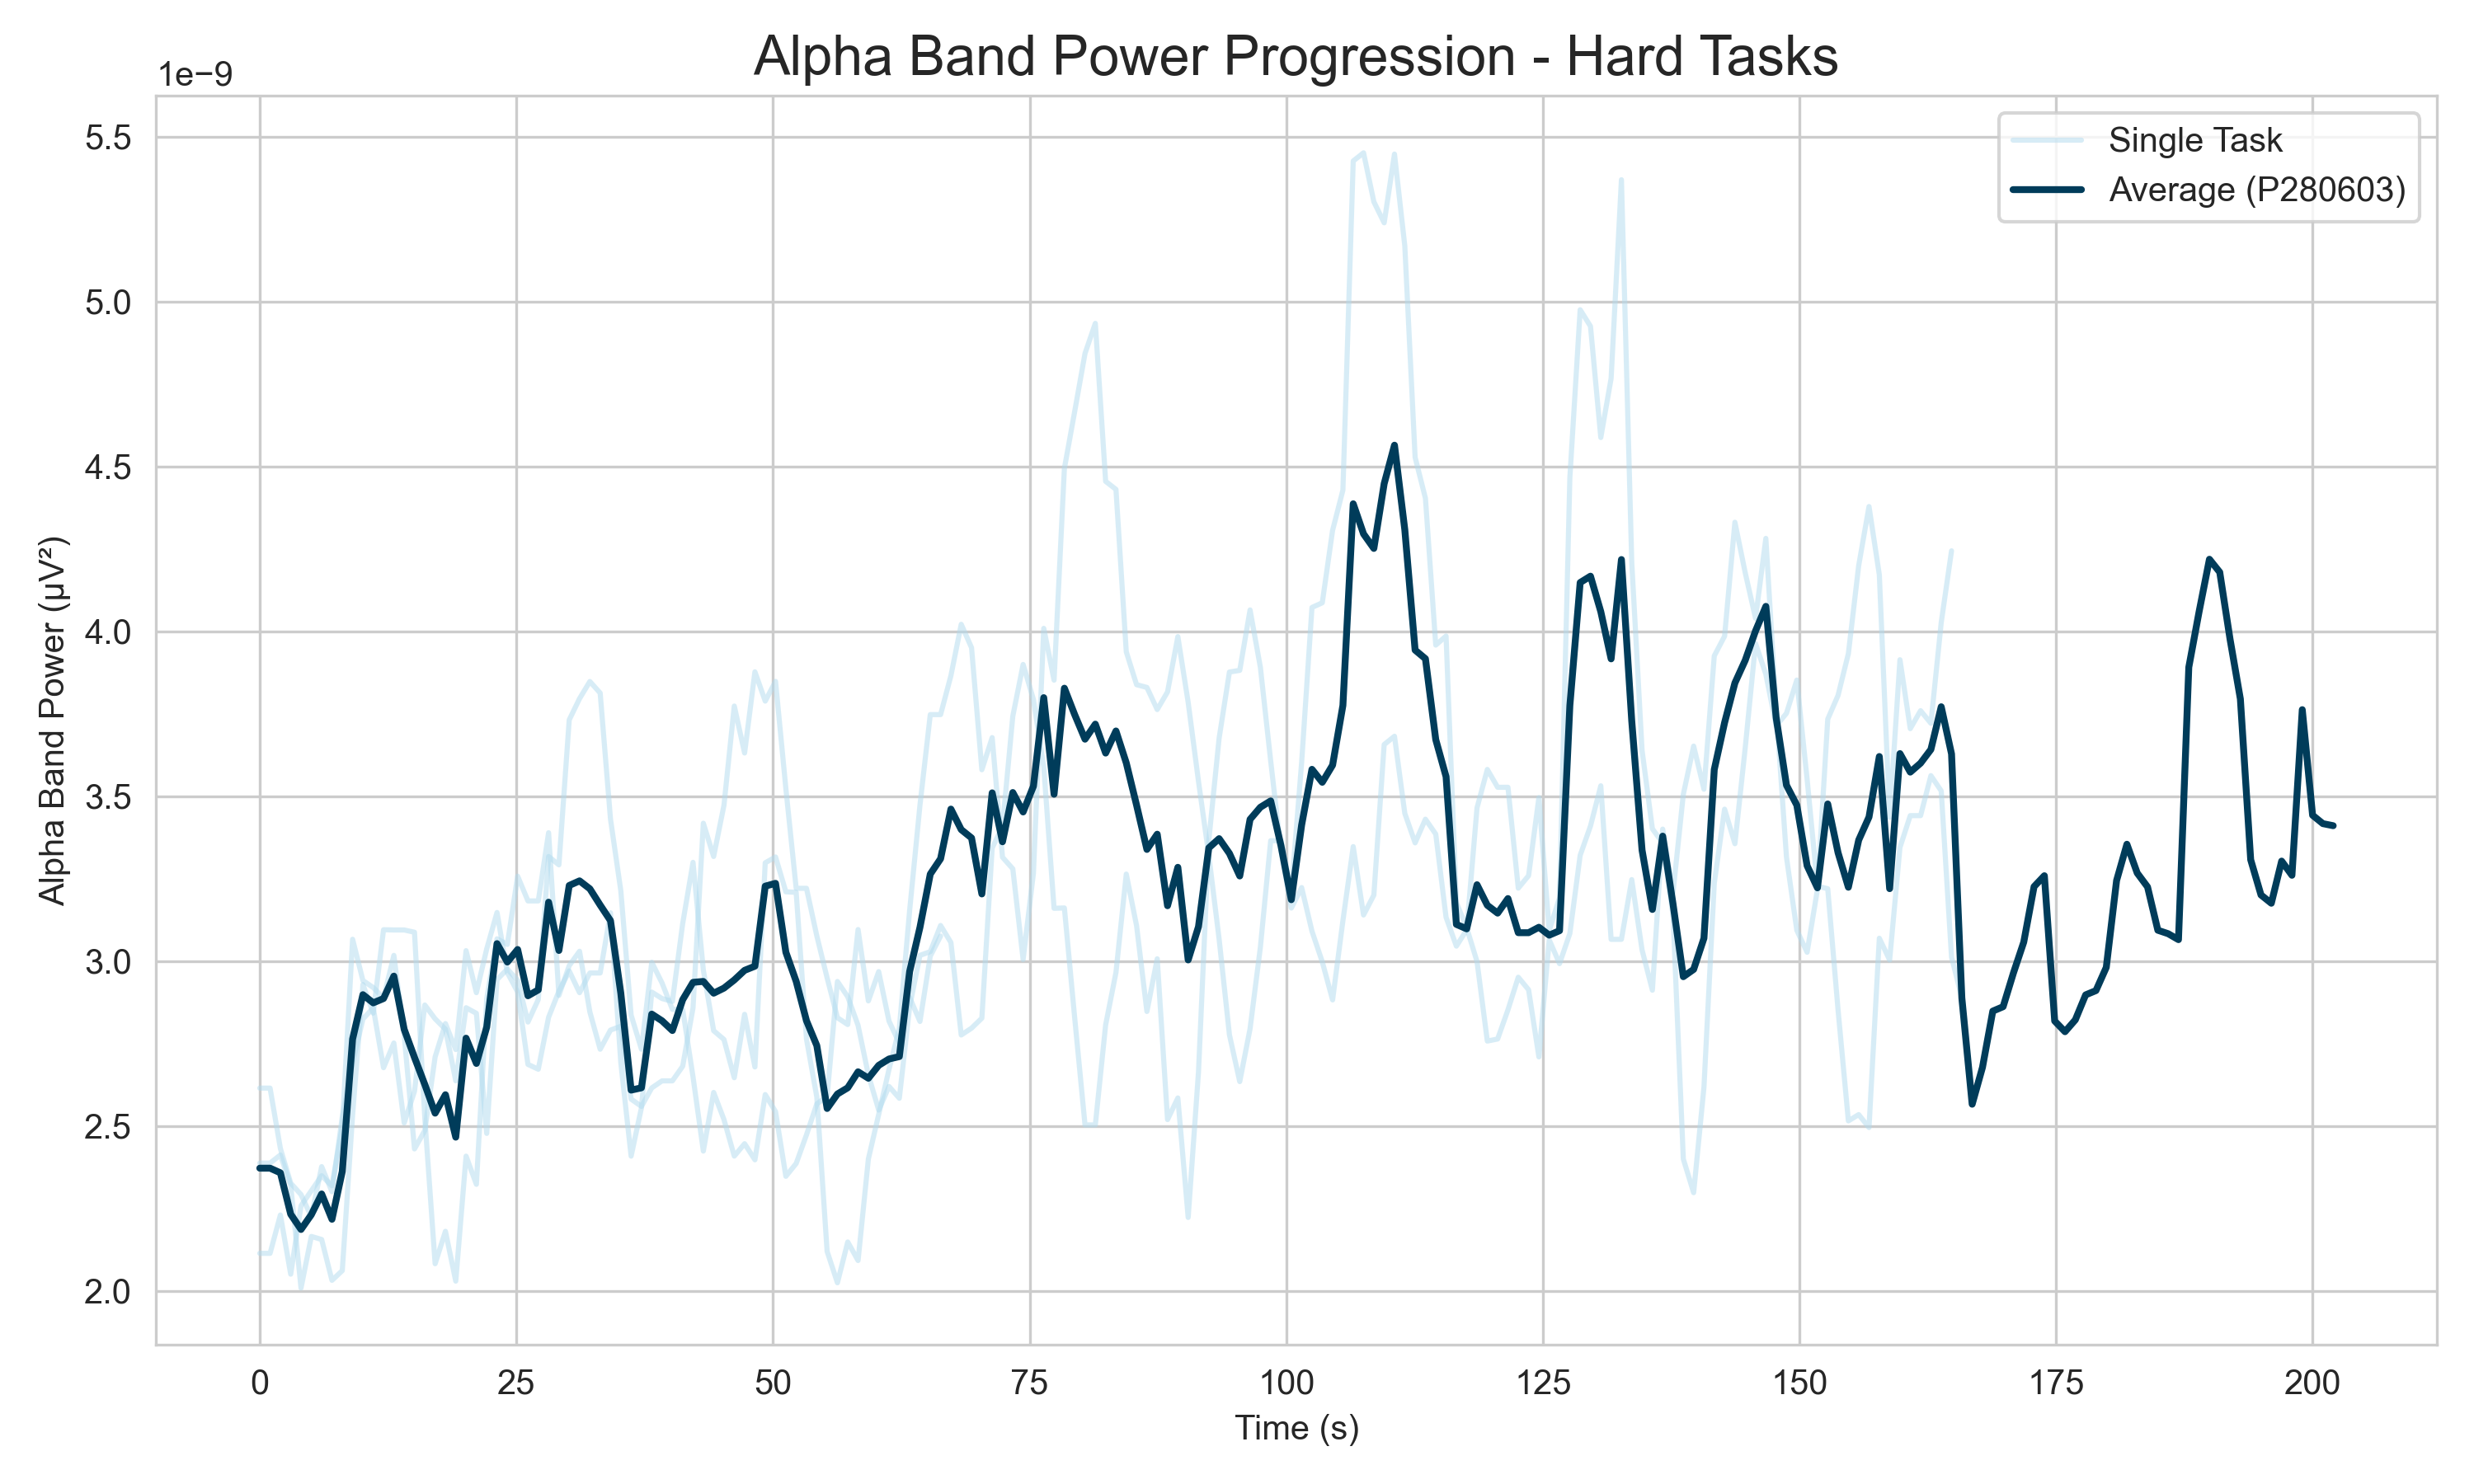 Alpha Band Power Progression - Hard Tasks
1e−9
Single Task
Average (P280603)
Alpha Band Power (µV²)
5.5
5.0
4.5
4.0
3.5
3.0
2.5
2.0
0 25 50 75 100 125 150 175 200
Time (s)